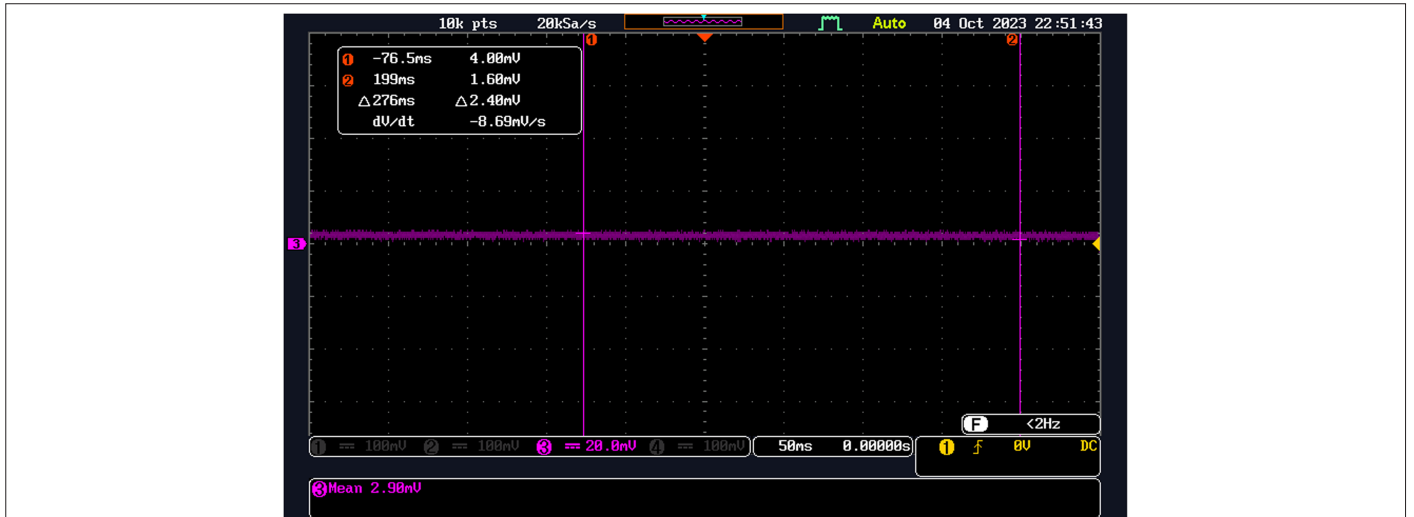 10k pts 20kSa/s Auto 04 Oct 2023 22:51:43
1 2
1 -76.5ms 4.00mV
2 199ms 1.60mV
△276ms △2.40mV
dV/dt -8.69mV/s
3
F <2Hz
1 100mV 2 100mV 3 20.0mV 4 100mV 50ms 0.00000s 1 0V DC
3 Mean 2.90mV